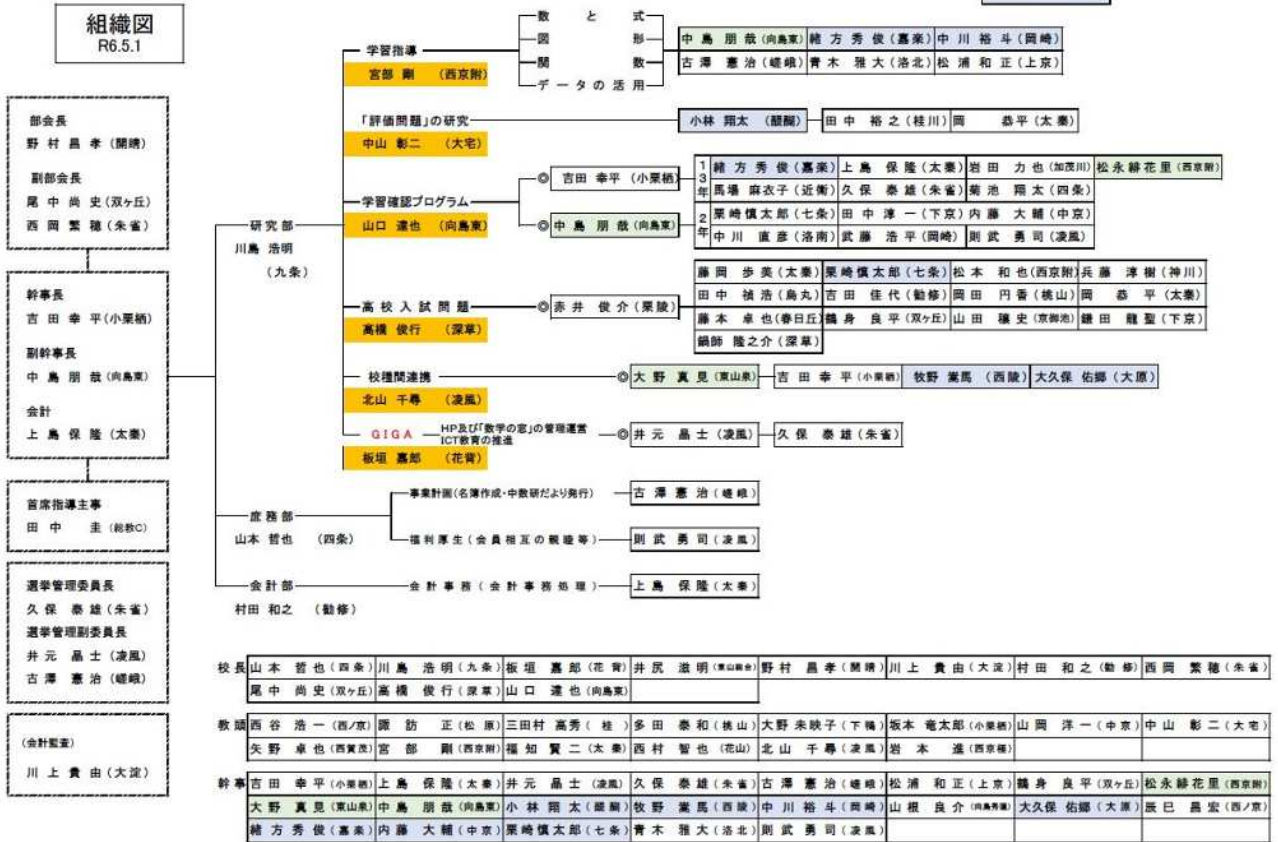 組織図
R6.5.1
部会長
野村 昌孝 (開睛)
副部会長
尾中 尚史 (双ヶ丘)
西岡 繁穂 (朱雀)
幹事長
吉田 幸平 (小栗栖)
副幹事長
中島 朋哉 (向島東)
会計
上島 保隆 (太秦)
首席指導主事
田中 圭 (総教C)
選挙管理委員長
久保 泰雄 (朱雀)
選挙管理副委員長
井元 晶士 (凌風)
古澤 憲治 (嵯峨)
(会計監査)
川上 貴由 (大淀)
研究部
川島 浩明
(九条)
学習指導
宮部 剛 (西京附)
数と式
図形
関数
データの活用
中島 朋哉 (向島東) 緒方 秀俊 (嘉楽) 中川 裕斗 (岡崎)
古澤 憲治 (嵯峨) 青木 雅大 (洛北) 松浦 和正 (上京)
「評価問題」の研究
中山 彰二 (大宅)
小林 翔太 (醍醐) 田中 裕之 (桂川) 岡 恭平 (太秦)
学習確認プログラム
山口 達也 (向島東)
◎ 吉田 幸平 (小栗栖)
1 3 年
緒方 秀俊 (嘉楽) 上島 保隆 (太秦) 岩田 力也 (加茂川) 松永 緋花里 (西京附)
馬場 麻衣子 (近衛) 久保 泰雄 (朱雀) 菊池 翔太 (四条)
◎ 中島 朋哉 (向島東)
2 年
栗崎 慎太郎 (七条) 田中 淳一 (下京) 内藤 大輔 (中京)
中川 直彦 (洛南) 武藤 浩平 (岡崎) 則武 勇司 (凌風)
高校入試問題
高橋 俊行 (深草)
◎ 赤井 俊介 (栗陵)
藤岡 歩美 (太秦) 栗崎 慎太郎 (七条) 松本 和也 (西京附) 兵藤 淳樹 (神川)
田中 禎浩 (烏丸) 吉田 佳代 (勧修) 岡田 円香 (桃山) 岡 恭平 (太秦)
藤本 卓也 (春日丘) 鶴身 良平 (双ヶ丘) 山田 穣史 (京御池) 鎌田 龍聖 (下京)
鍋師 隆之介 (深草)
校種間連携
北山 千尋 (凌風)
◎ 大野 真見 (東山泉) 吉田 幸平 (小栗栖) 牧野 嵩馬 (西陵) 大久保 佑郷 (大原)
GIGA
HP及び「数学の窓」の管理運営
ICT教育の推進
板垣 嘉郎 (花背)
◎ 井元 晶士 (凌風) 久保 泰雄 (朱雀)
庶務部
山本 哲也 (四条)
事業計画(名簿作成・中数研だより発行)
古澤 憲治 (嵯峨)
福利厚生(会員相互の親睦等)
則武 勇司 (凌風)
会計部
村田 和之 (勧修)
会計事務(会計事務処理)
上島 保隆 (太秦)
校長 山本 哲也 (四条) 川島 浩明 (九条) 板垣 嘉郎 (花背) 井尻 滋明 (東山総合) 野村 昌孝 (開睛) 川上 貴由 (大淀) 村田 和之 (勧修) 西岡 繁穂 (朱雀)
尾中 尚史 (双ヶ丘) 高橋 俊行 (深草) 山口 達也 (向島東)
教頭 西谷 浩一 (西ノ京) 諏訪 正 (松原) 三田村 高秀 (桂) 多田 泰和 (桃山) 大野 未映子 (下鴨) 坂本 竜太郎 (小栗栖) 山岡 洋一 (中京) 中山 彰二 (大宅)
矢野 卓也 (西賀茂) 宮部 剛 (西京附) 福知 賢二 (太秦) 西村 智也 (花山) 北山 千尋 (凌風) 岩本 進 (西京極)
幹事 吉田 幸平 (小栗栖) 上島 保隆 (太秦) 井元 晶士 (凌風) 久保 泰雄 (朱雀) 古澤 憲治 (嵯峨) 松浦 和正 (上京) 鶴身 良平 (双ヶ丘) 松永 緋花里 (西京附)
大野 真見 (東山泉) 中島 朋哉 (向島東) 小林 翔太 (醍醐) 牧野 嵩馬 (西陵) 中川 裕斗 (岡崎) 山根 良介 (向島秀蓮) 大久保 佑郷 (大原) 辰巳 昌宏 (西ノ京)
緒方 秀俊 (嘉楽) 内藤 大輔 (中京) 栗崎 慎太郎 (七条) 青木 雅大 (洛北) 則武 勇司 (凌風)